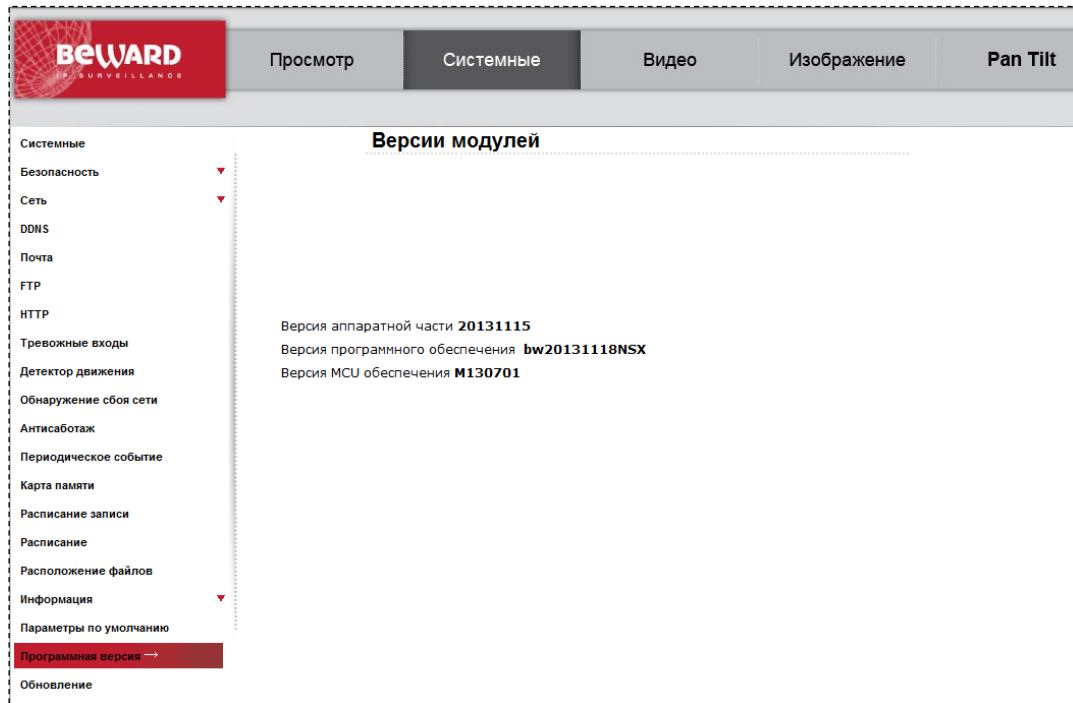 BEWARD
IP SURVEILLANCE
Просмотр
Системные
Видео
Изображение
Pan Tilt
Системные
Безопасность
Сеть
DDNS
Почта
FTP
HTTP
Тревожные входы
Детектор движения
Обнаружение сбоя сети
Антисаботаж
Периодическое событие
Карта памяти
Расписание записи
Расписание
Расположение файлов
Информация
Параметры по умолчанию
Программная версия →
Обновление
Версии модулей
Версия аппаратной части 20131115
Версия программного обеспечения bw20131118NSX
Версия MCU обеспечения M130701